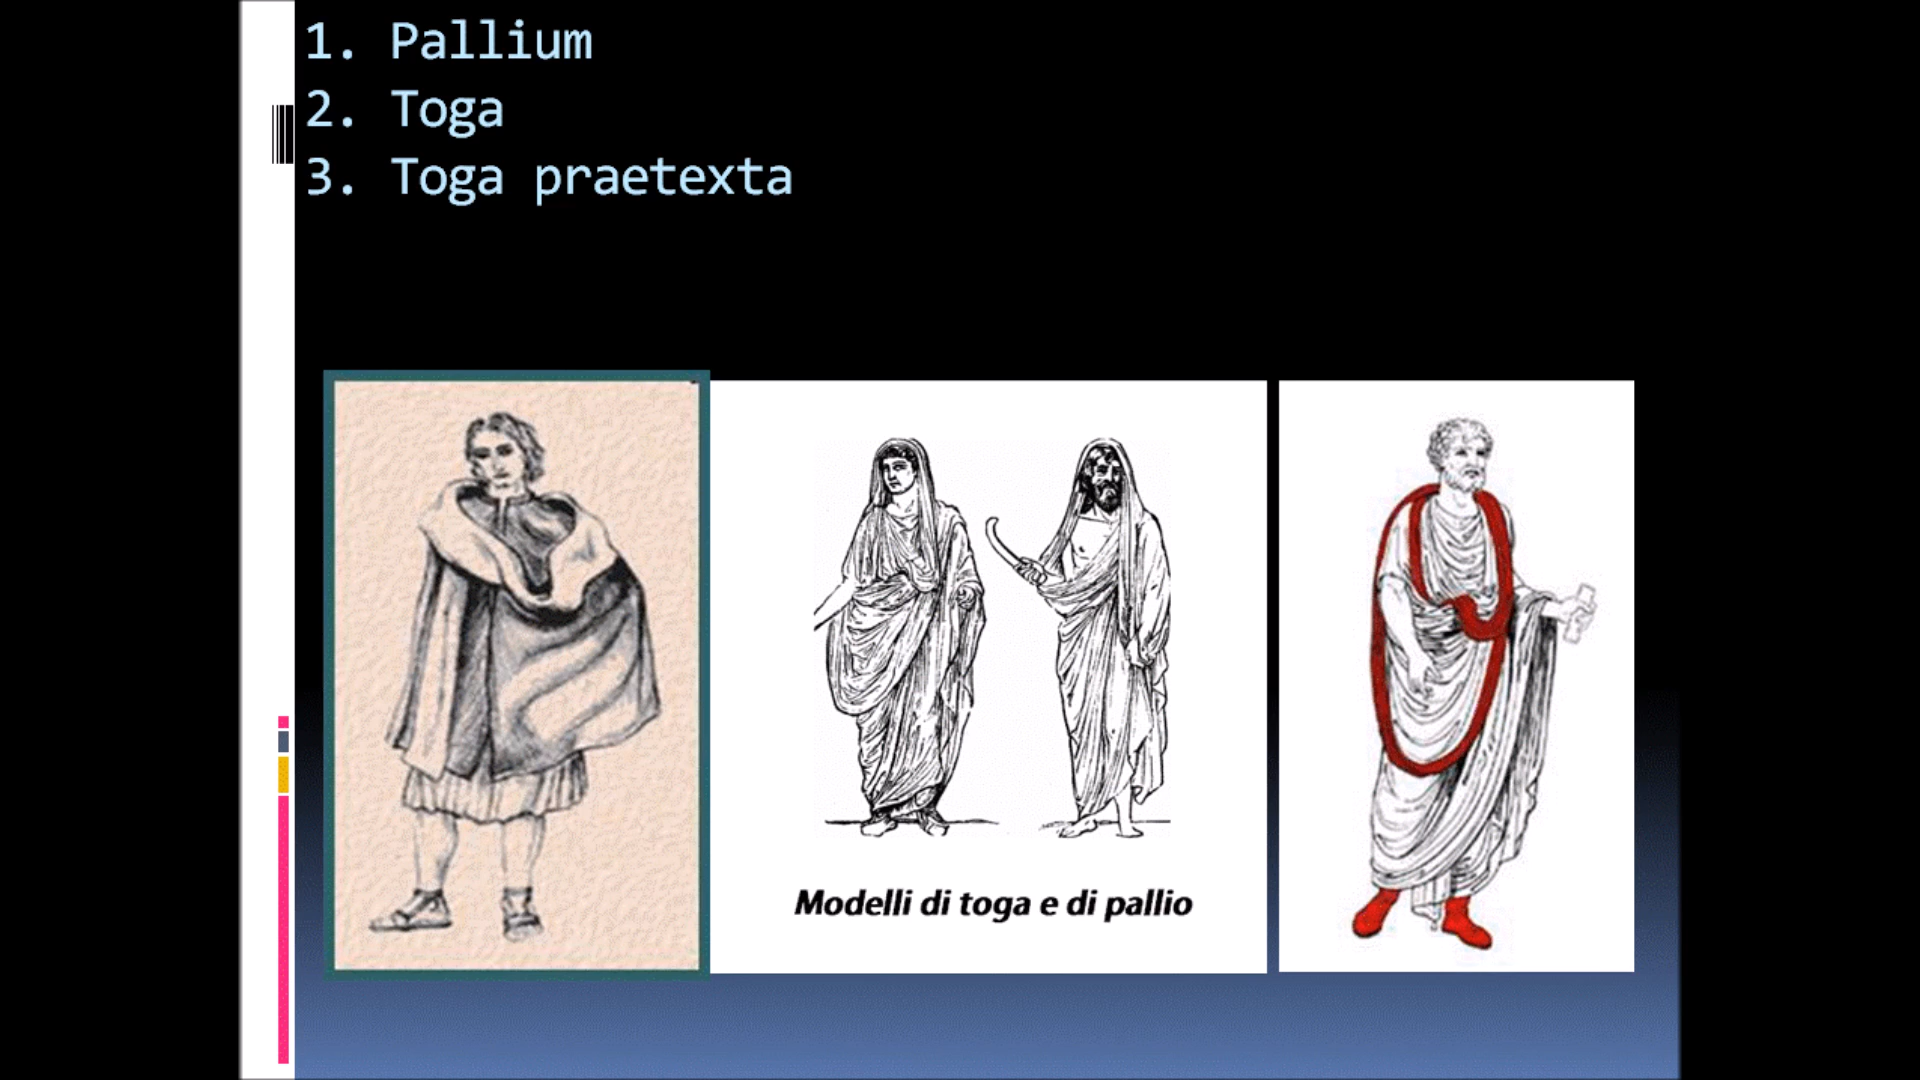 1. Pallium
2. Toga
3. Toga praetexta
Modelli di toga e di pallio